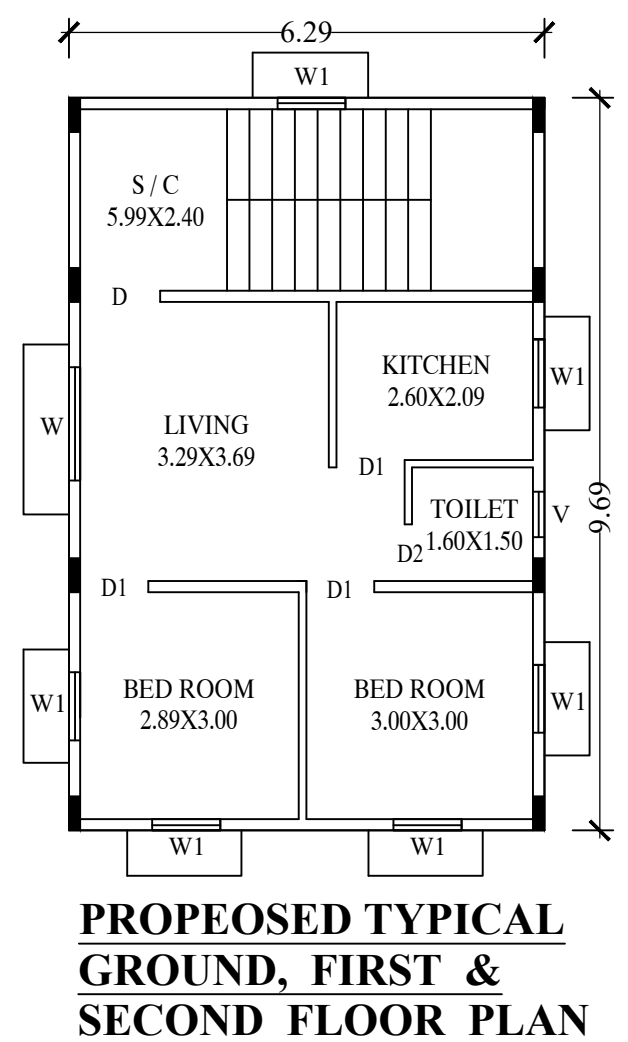 6.29
W1
S / C
5.99X2.40
D
KITCHEN
2.60X2.09
W1
W
LIVING
3.29X3.69
D1
TOILET
1.60X1.50
V
9.69
D2
D1
D1
BED ROOM
2.89X3.00
BED ROOM
3.00X3.00
W1
W1
W1
W1
PROPEOSED TYPICAL
GROUND, FIRST &
SECOND FLOOR PLAN